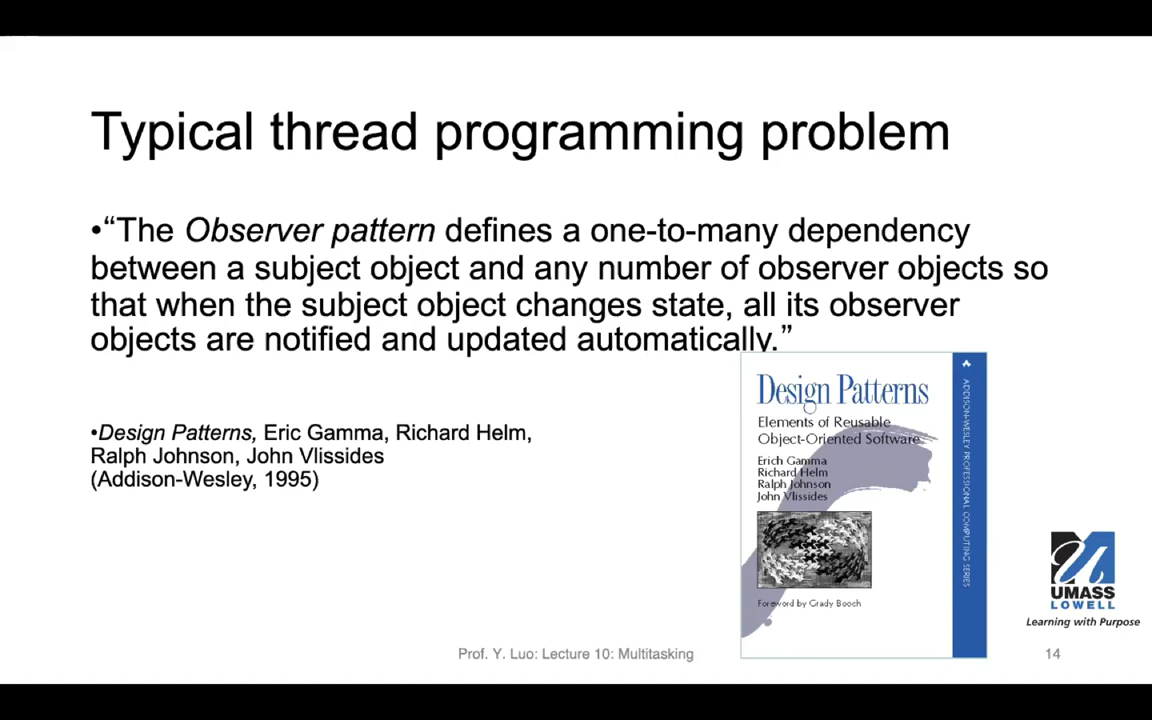 Typical thread programming problem
•“The Observer pattern defines a one-to-many dependency
between a subject object and any number of observer objects so
that when the subject object changes state, all its observer
objects are notified and updated automatically.”
•Design Patterns, Eric Gamma, Richard Helm,
Ralph Johnson, John Vlissides
(Addison-Wesley, 1995)
Design Patterns
Elements of Reusable
Object-Oriented Software
Erich Gamma
Richard Helm
Ralph Johnson
John Vlissides
Foreword by Grady Booch
ADDISON-WESLEY PROFESSIONAL COMPUTING SERIES
UMASS
LOWELL
Learning with Purpose
Prof. Y. Luo: Lecture 10: Multitasking
14